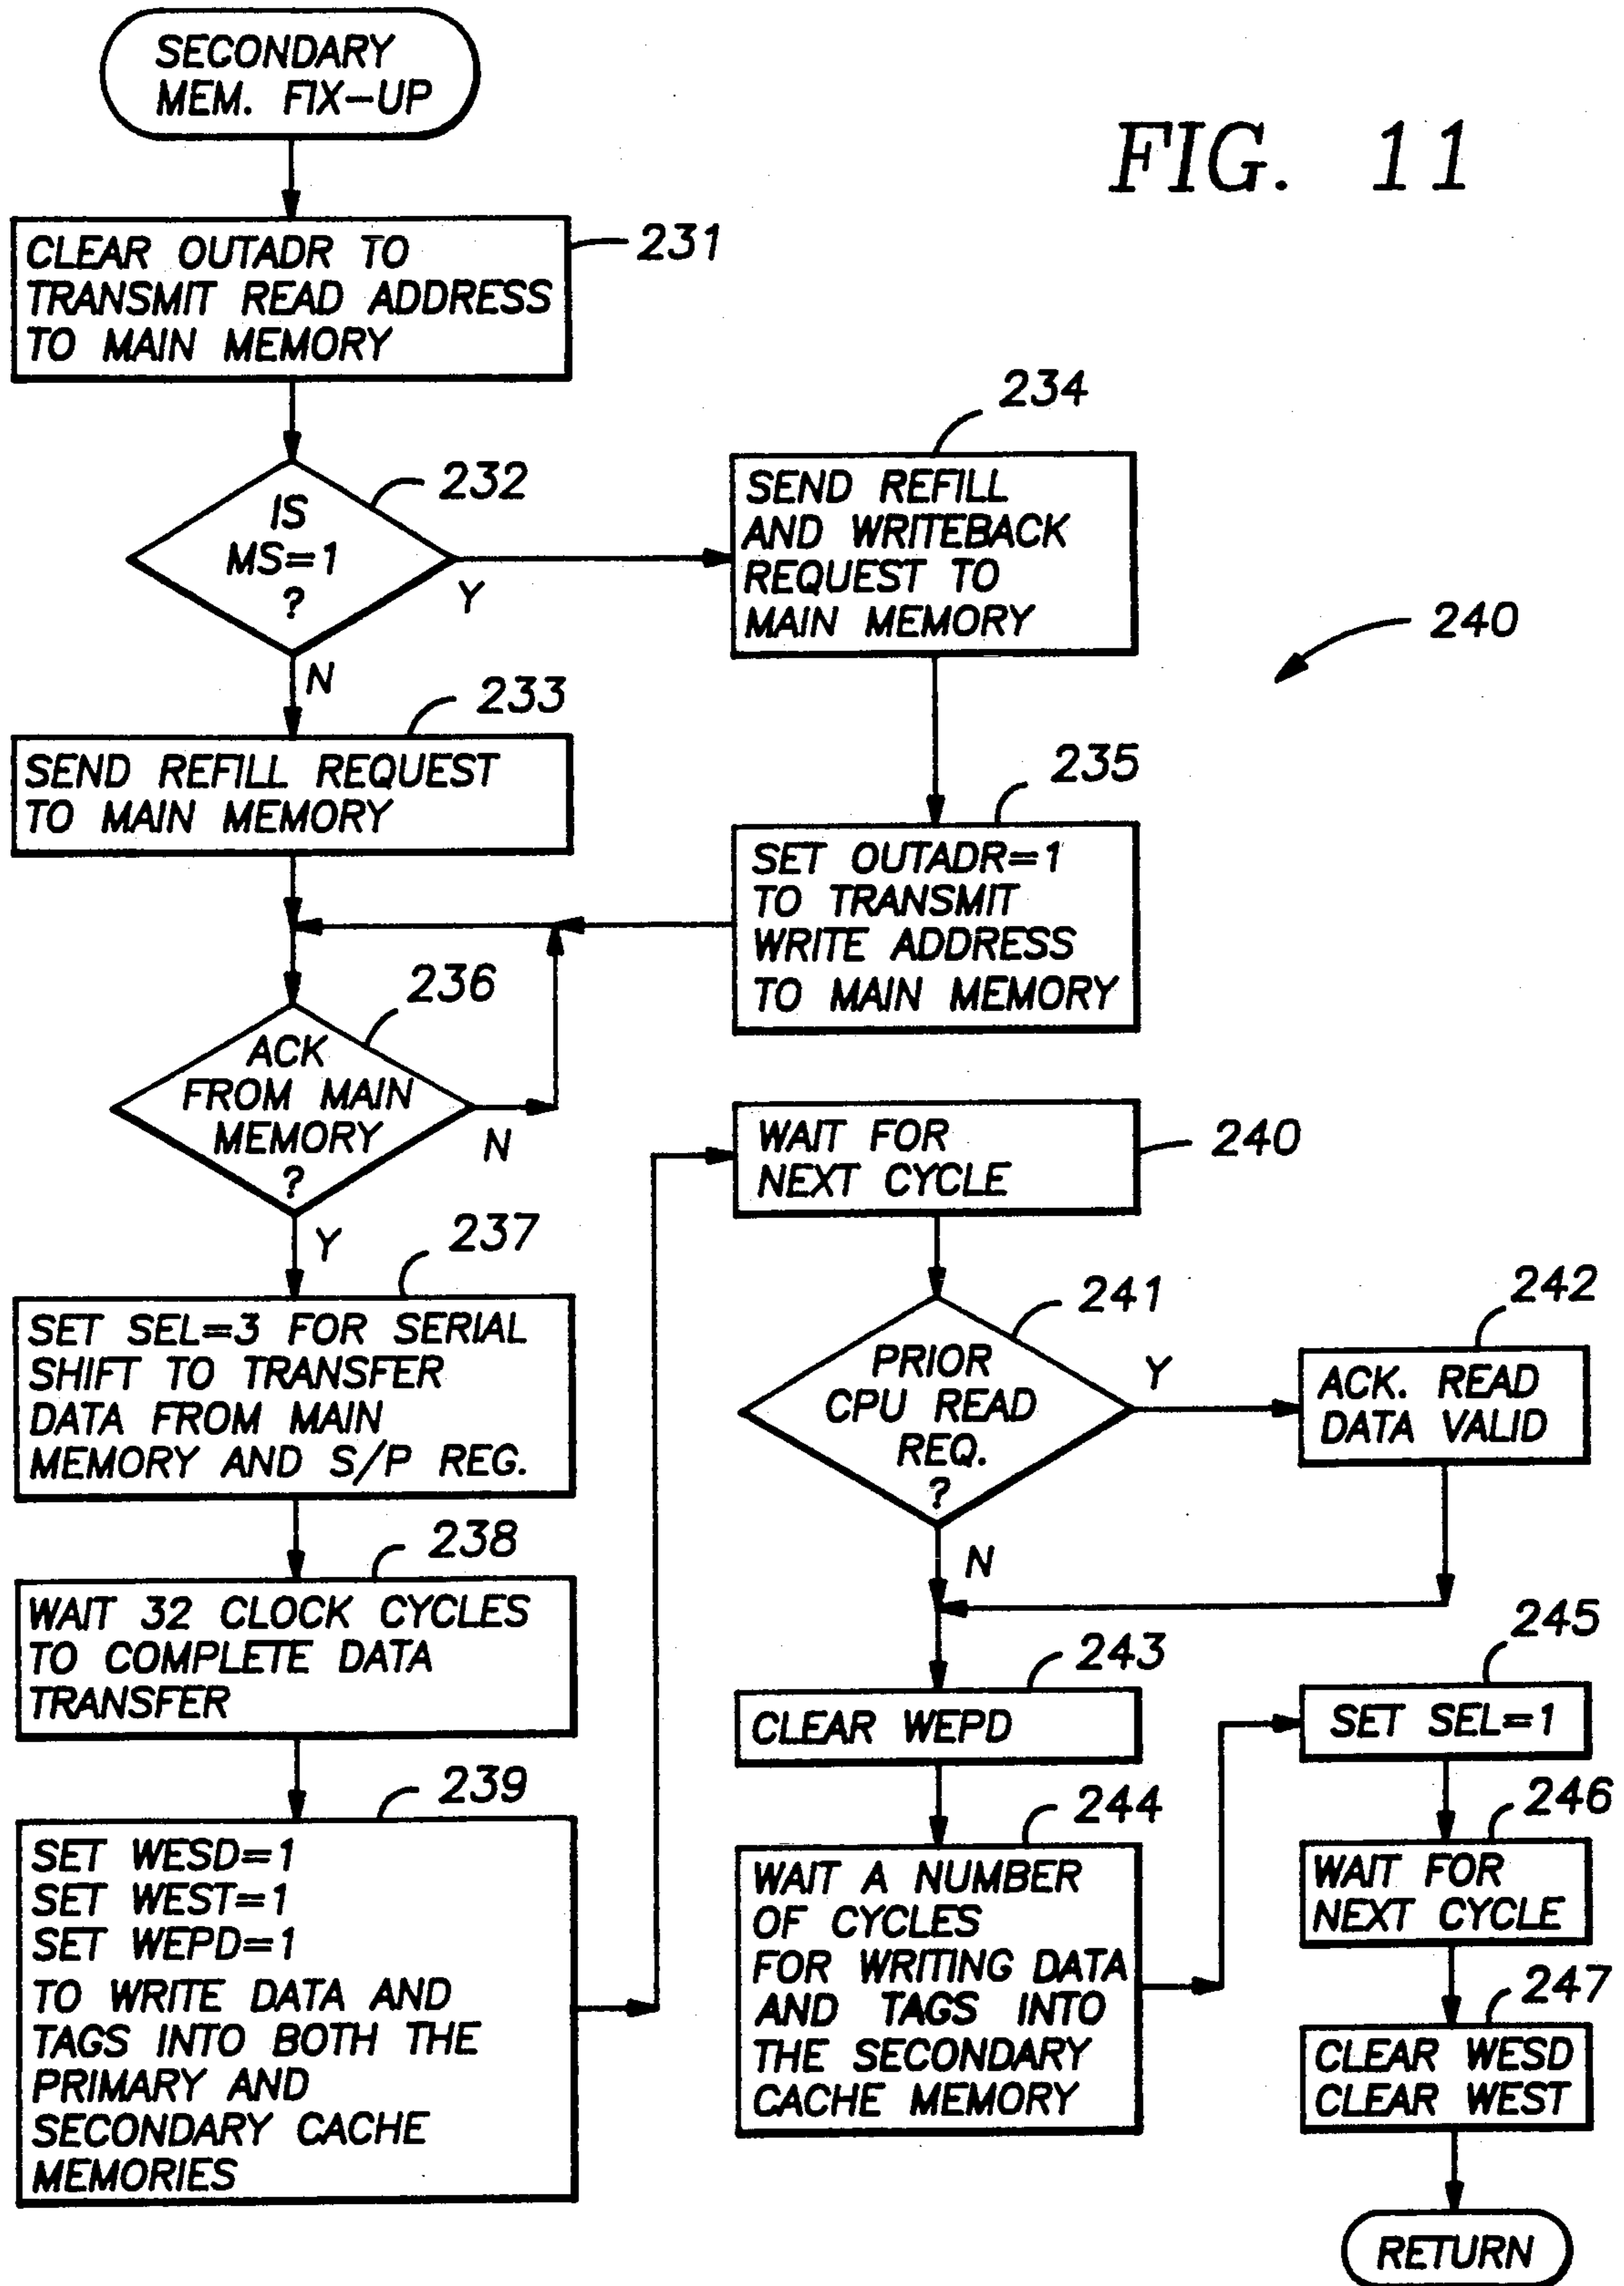 SECONDARY
MEM. FIX-UP
FIG. 11
CLEAR OUTADR TO
TRANSMIT READ ADDRESS
TO MAIN MEMORY
231
IS
MS=1
?
232
Y
N
234
SEND REFILL
AND WRITEBACK
REQUEST TO
MAIN MEMORY
240
233
SEND REFILL REQUEST
TO MAIN MEMORY
235
SET OUTADR=1
TO TRANSMIT
WRITE ADDRESS
TO MAIN MEMORY
236
ACK
FROM MAIN
MEMORY
?
N
Y
237
SET SEL=3 FOR SERIAL
SHIFT TO TRANSFER
DATA FROM MAIN
MEMORY AND S/P REG.
238
WAIT 32 CLOCK CYCLES
TO COMPLETE DATA
TRANSFER
239
SET WESD=1
SET WEST=1
SET WEPD=1
TO WRITE DATA AND
TAGS INTO BOTH THE
PRIMARY AND
SECONDARY CACHE
MEMORIES
WAIT FOR
NEXT CYCLE
240
241
PRIOR
CPU READ
REQ.
?
Y
N
242
ACK. READ
DATA VALID
243
CLEAR WEPD
244
WAIT A NUMBER
OF CYCLES
FOR WRITING DATA
AND TAGS INTO
THE SECONDARY
CACHE MEMORY
245
SET SEL=1
246
WAIT FOR
NEXT CYCLE
247
CLEAR WESD
CLEAR WEST
RETURN